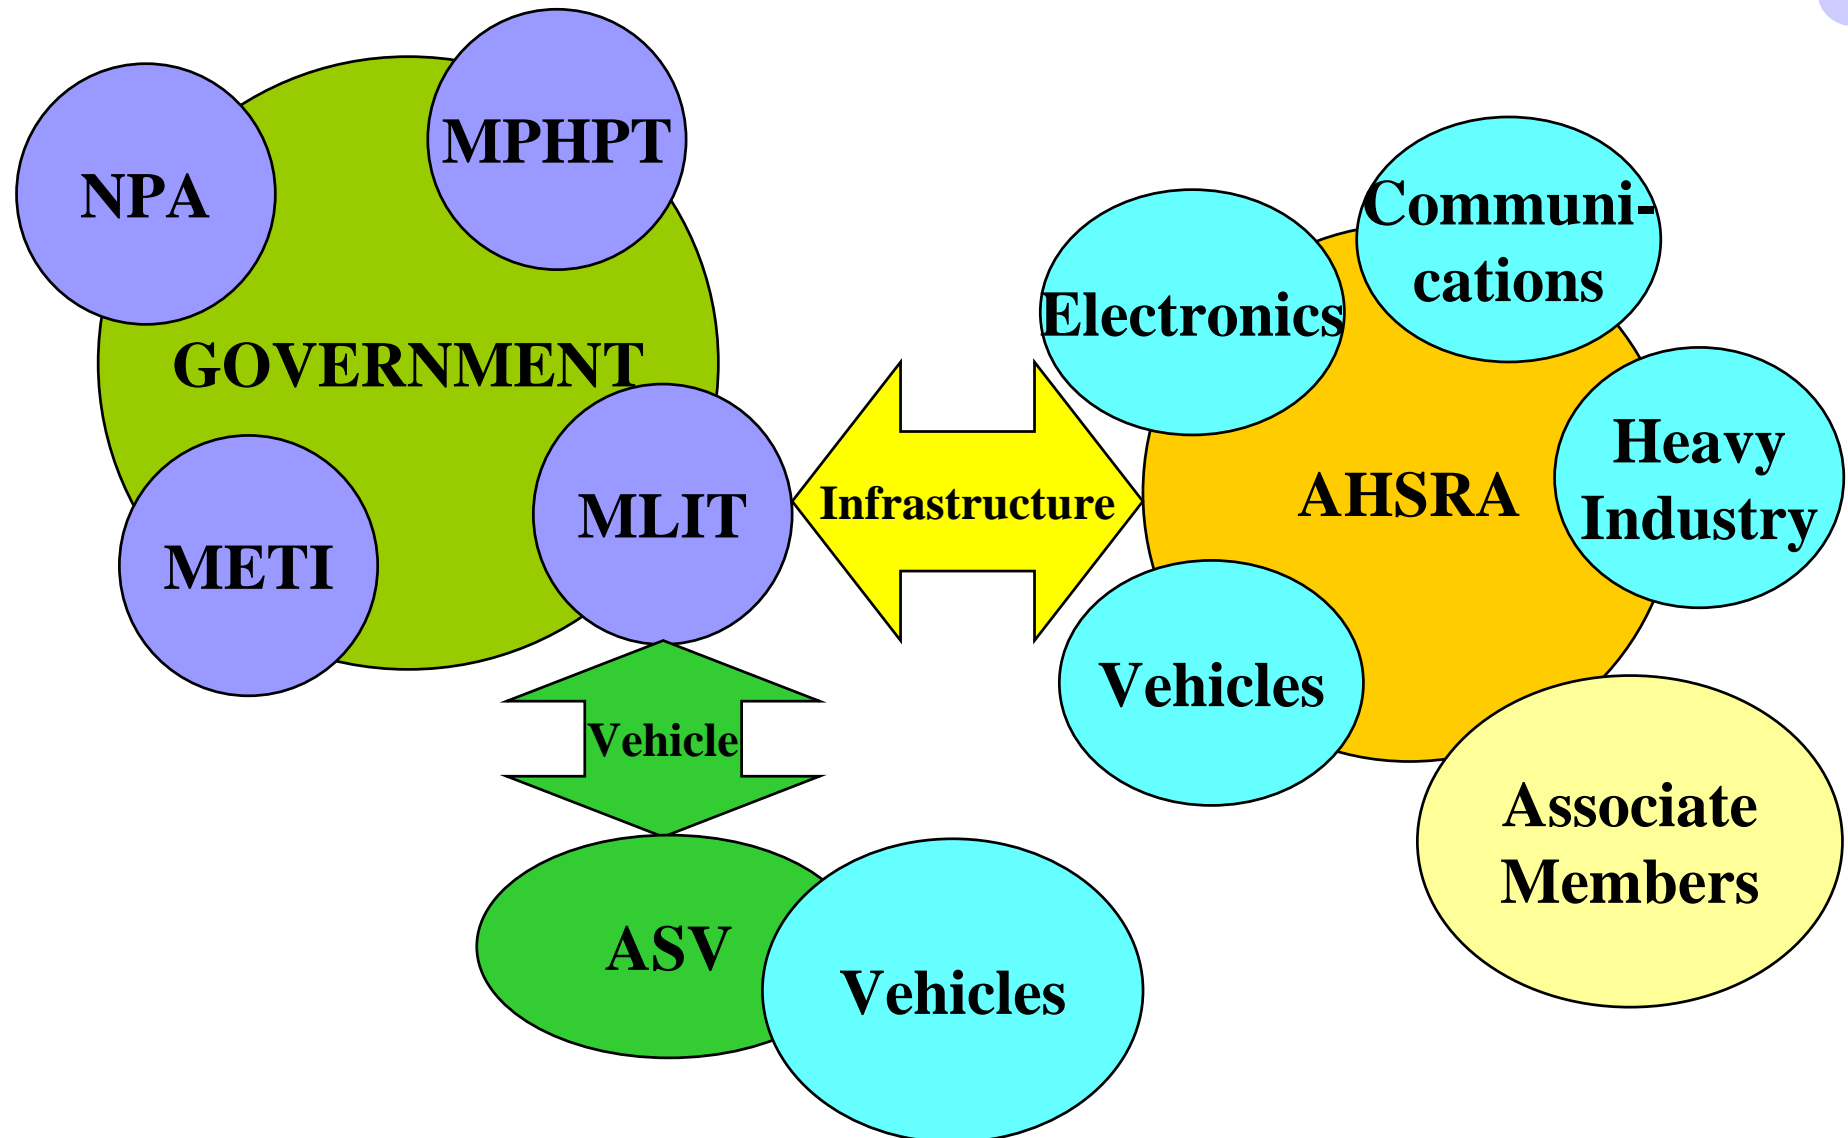 MPHPT
NPA
GOVERNMENT
METI
MLIT
Infrastructure
Communi-
cations
Electronics
Heavy
Industry
AHSRA
Vehicles
Associate
Members
Vehicle
ASV
Vehicles